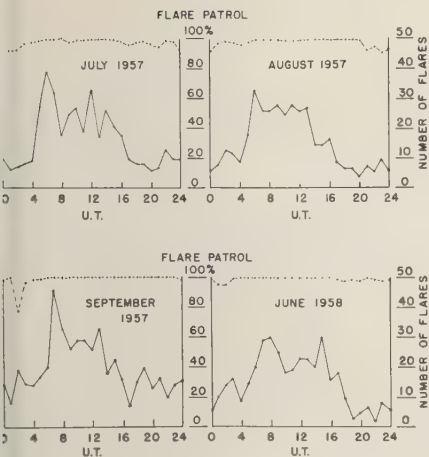 FLARE PATROL
100%
JULY 1957
AUGUST 1957
80
60
40
20
0
50
40
30
20
10
0
NUMBER OF FLARES
0 4 8 12 16 20 24
U.T.
0 4 8 12 16 20 24
U.T.
FLARE PATROL
100%
SEPTEMBER
1957
JUNE 1958
80
60
40
20
0
50
40
30
20
10
0
NUMBER OF FLARES
0 4 8 12 16 20 24
U.T.
0 4 8 12 16 20 24
U.T.